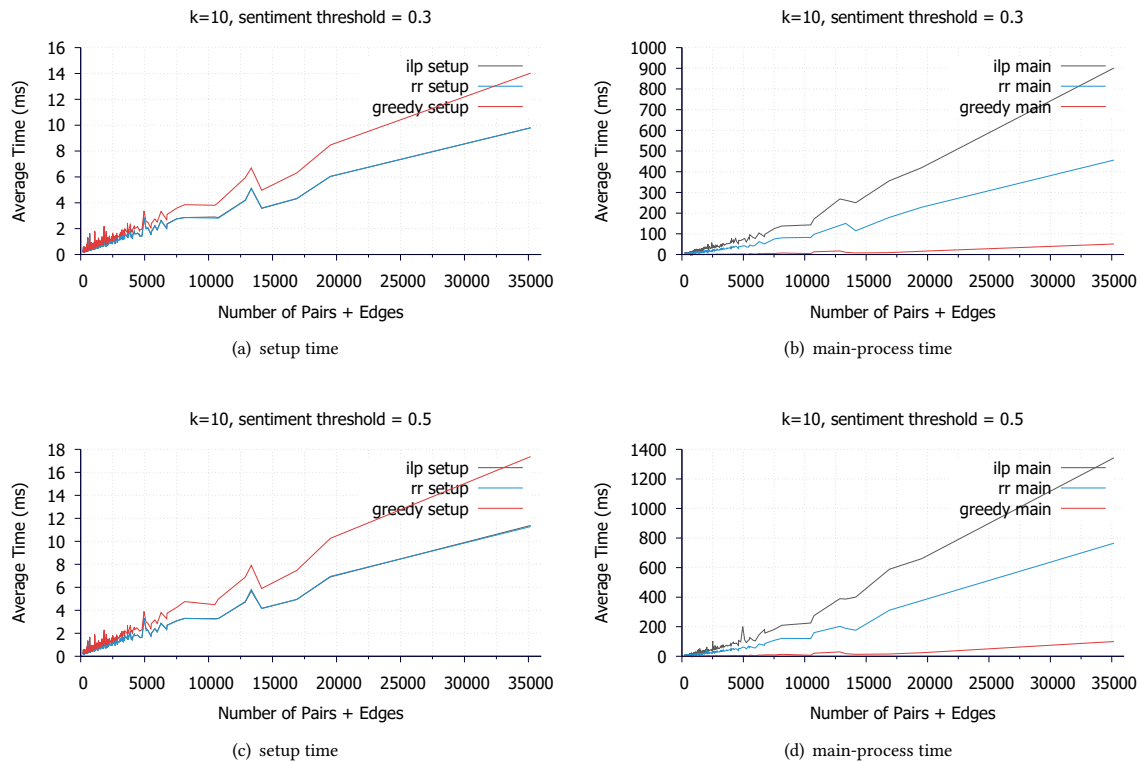 k=10, sentiment threshold = 0.3
16
14
12
10
8
6
4
2
0
Average Time (ms)
ilp setup
rr setup
greedy setup
0 5000 10000 15000 20000 25000 30000 35000
Number of Pairs + Edges
(a) setup time
k=10, sentiment threshold = 0.3
1000
900
800
700
600
500
400
300
200
100
0
Average Time (ms)
ilp main
rr main
greedy main
0 5000 10000 15000 20000 25000 30000 35000
Number of Pairs + Edges
(b) main-process time
k=10, sentiment threshold = 0.5
18
16
14
12
10
8
6
4
2
0
Average Time (ms)
ilp setup
rr setup
greedy setup
0 5000 10000 15000 20000 25000 30000 35000
Number of Pairs + Edges
(c) setup time
k=10, sentiment threshold = 0.5
1400
1200
1000
800
600
400
200
0
Average Time (ms)
ilp main
rr main
greedy main
0 5000 10000 15000 20000 25000 30000 35000
Number of Pairs + Edges
(d) main-process time